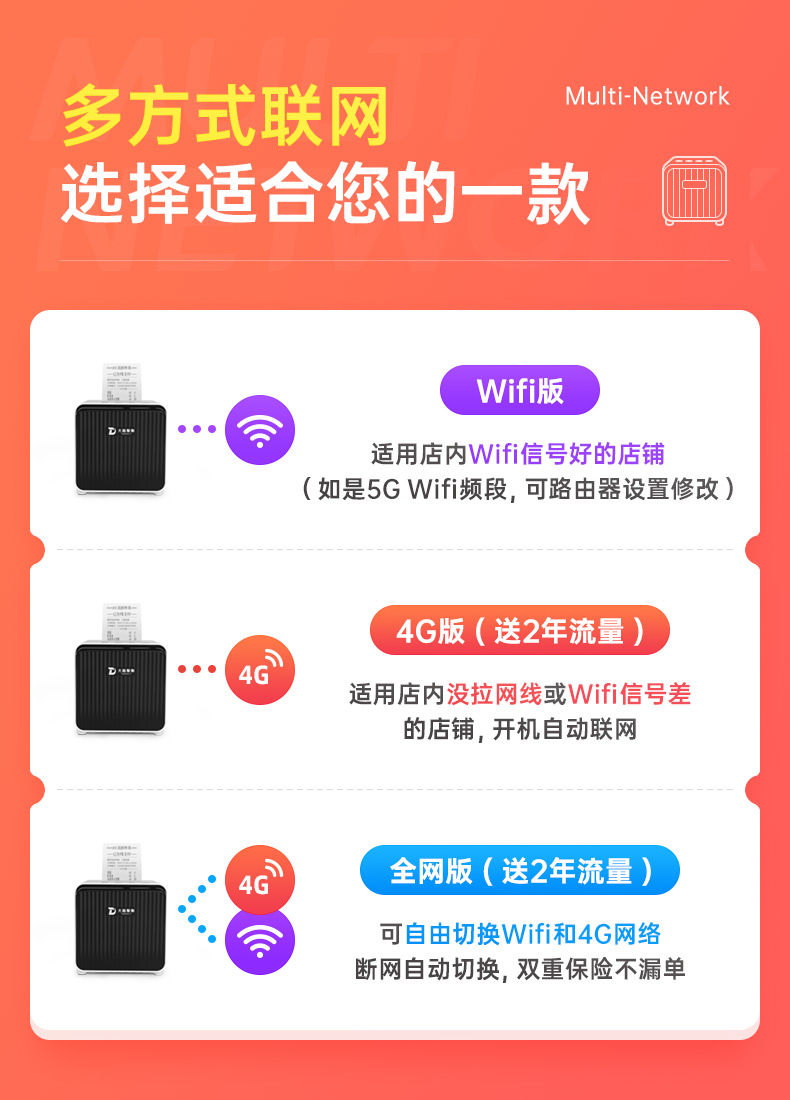 多方式联网
Multi-Network
选择适合您的一款
MULTI
NETWORK
Wifi版
适用店内Wifi信号好的店铺
（如是5G Wifi频段, 可路由器设置修改）
4G版（送2年流量）
4G
适用店内没拉网线或Wifi信号差
的店铺, 开机自动联网
全网版（送2年流量）
4G
可自由切换Wifi和4G网络
断网自动切换, 双重保险不漏单